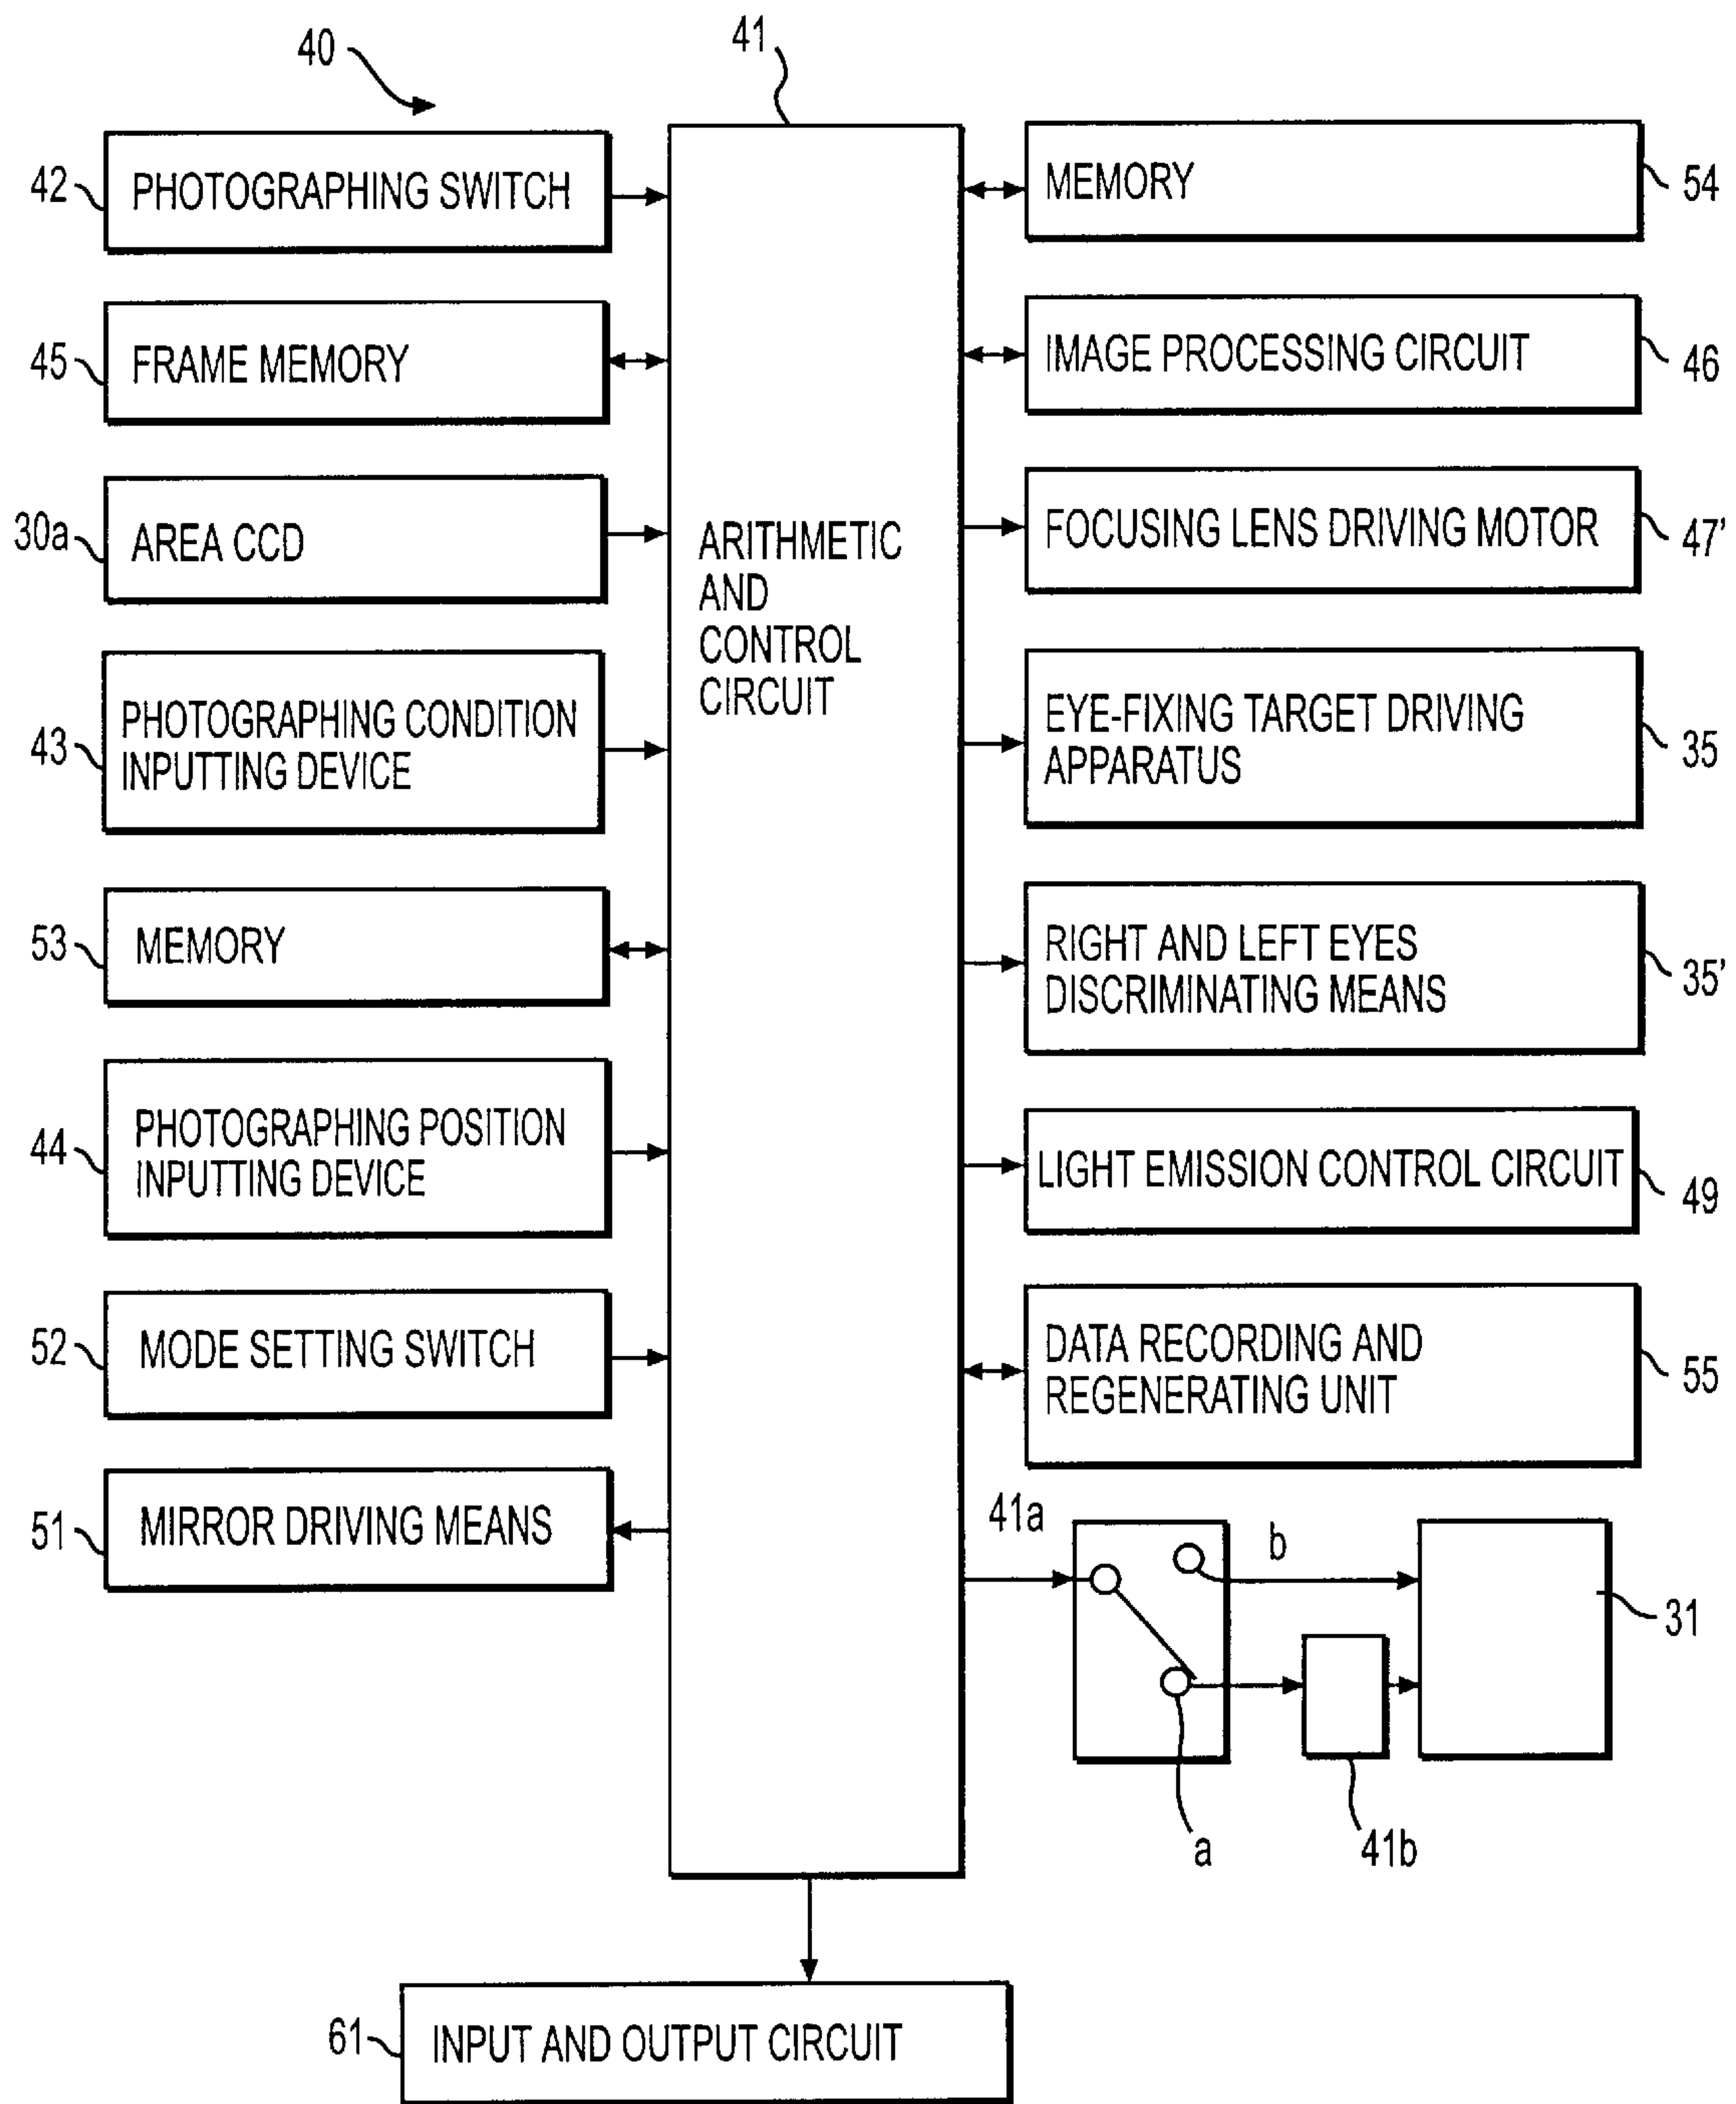 40
41
42
PHOTOGRAPHING SWITCH
45
FRAME MEMORY
30a
AREA CCD
43
PHOTOGRAPHING CONDITION
INPUTTING DEVICE
53
MEMORY
44
PHOTOGRAPHING POSITION
INPUTTING DEVICE
52
MODE SETTING SWITCH
51
MIRROR DRIVING MEANS
ARITHMETIC
AND
CONTROL
CIRCUIT
MEMORY
54
IMAGE PROCESSING CIRCUIT
46
FOCUSING LENS DRIVING MOTOR
47'
EYE-FIXING TARGET DRIVING
APPARATUS
35
RIGHT AND LEFT EYES
DISCRIMINATING MEANS
35'
LIGHT EMISSION CONTROL CIRCUIT
49
DATA RECORDING AND
REGENERATING UNIT
55
41a
b
31
a
41b
61
INPUT AND OUTPUT CIRCUIT